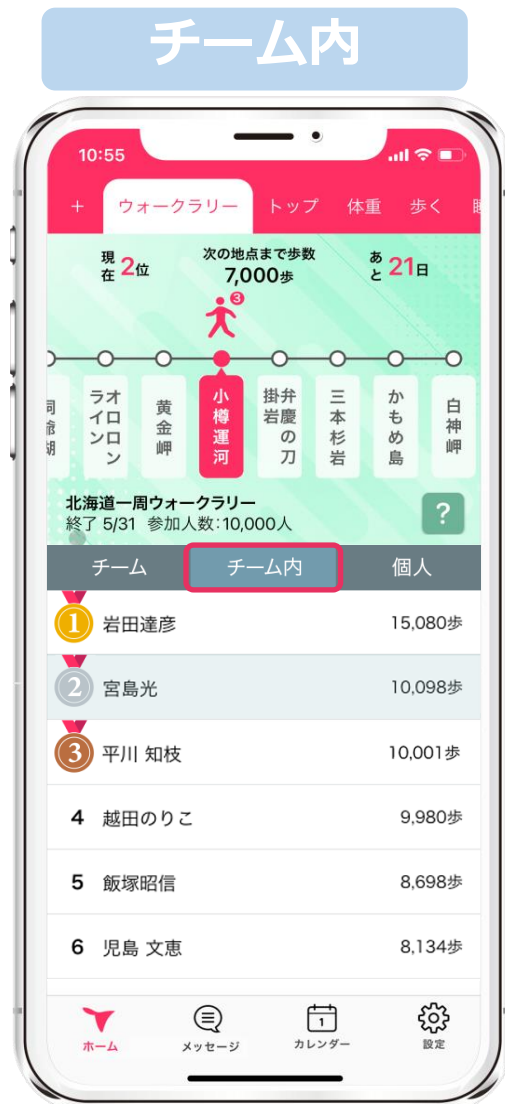 チーム内
10:55
+ ウォークラリー トップ 体重 歩く
現在 2位
次の地点まで歩数
7,000歩
あと 21日
3
オロロンライン
黄金岬
小樽運河
弁慶の刀掛岩
三本杉岩
かもめ島
白神岬
北海道一周ウォークラリー
終了 5/31 参加人数:10,000人
?
チーム チーム内 個人
1 岩田達彦 15,080歩
2 宮島光 10,098歩
3 平川 知枝 10,001歩
4 越田のりこ 9,980歩
5 飯塚昭信 8,698歩
6 児島 文恵 8,134歩
1
ホーム メッセージ カレンダー 設定